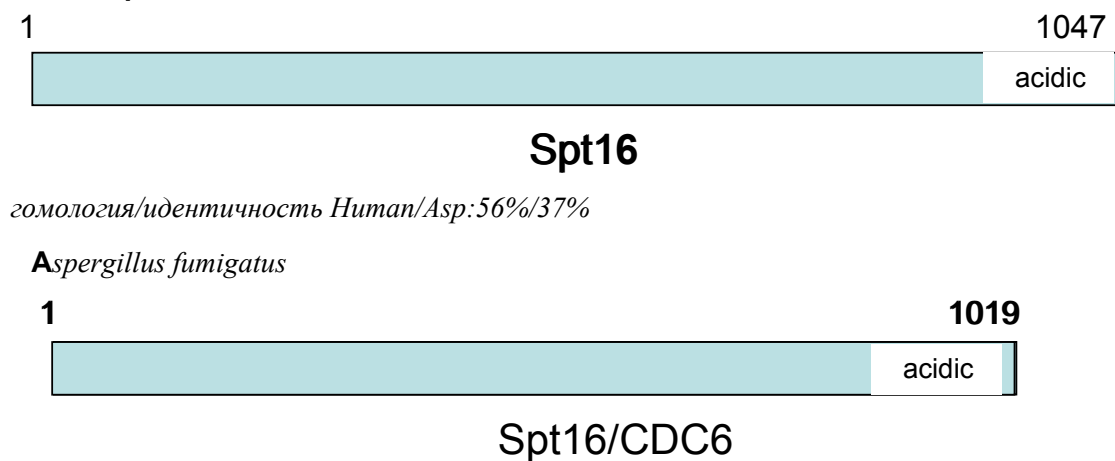 1 1047
acidic
Spt16
гомология/идентичность Human/Asp:56%/37%
Aspergillus fumigatus
1 1019
acidic
Spt16/CDC6